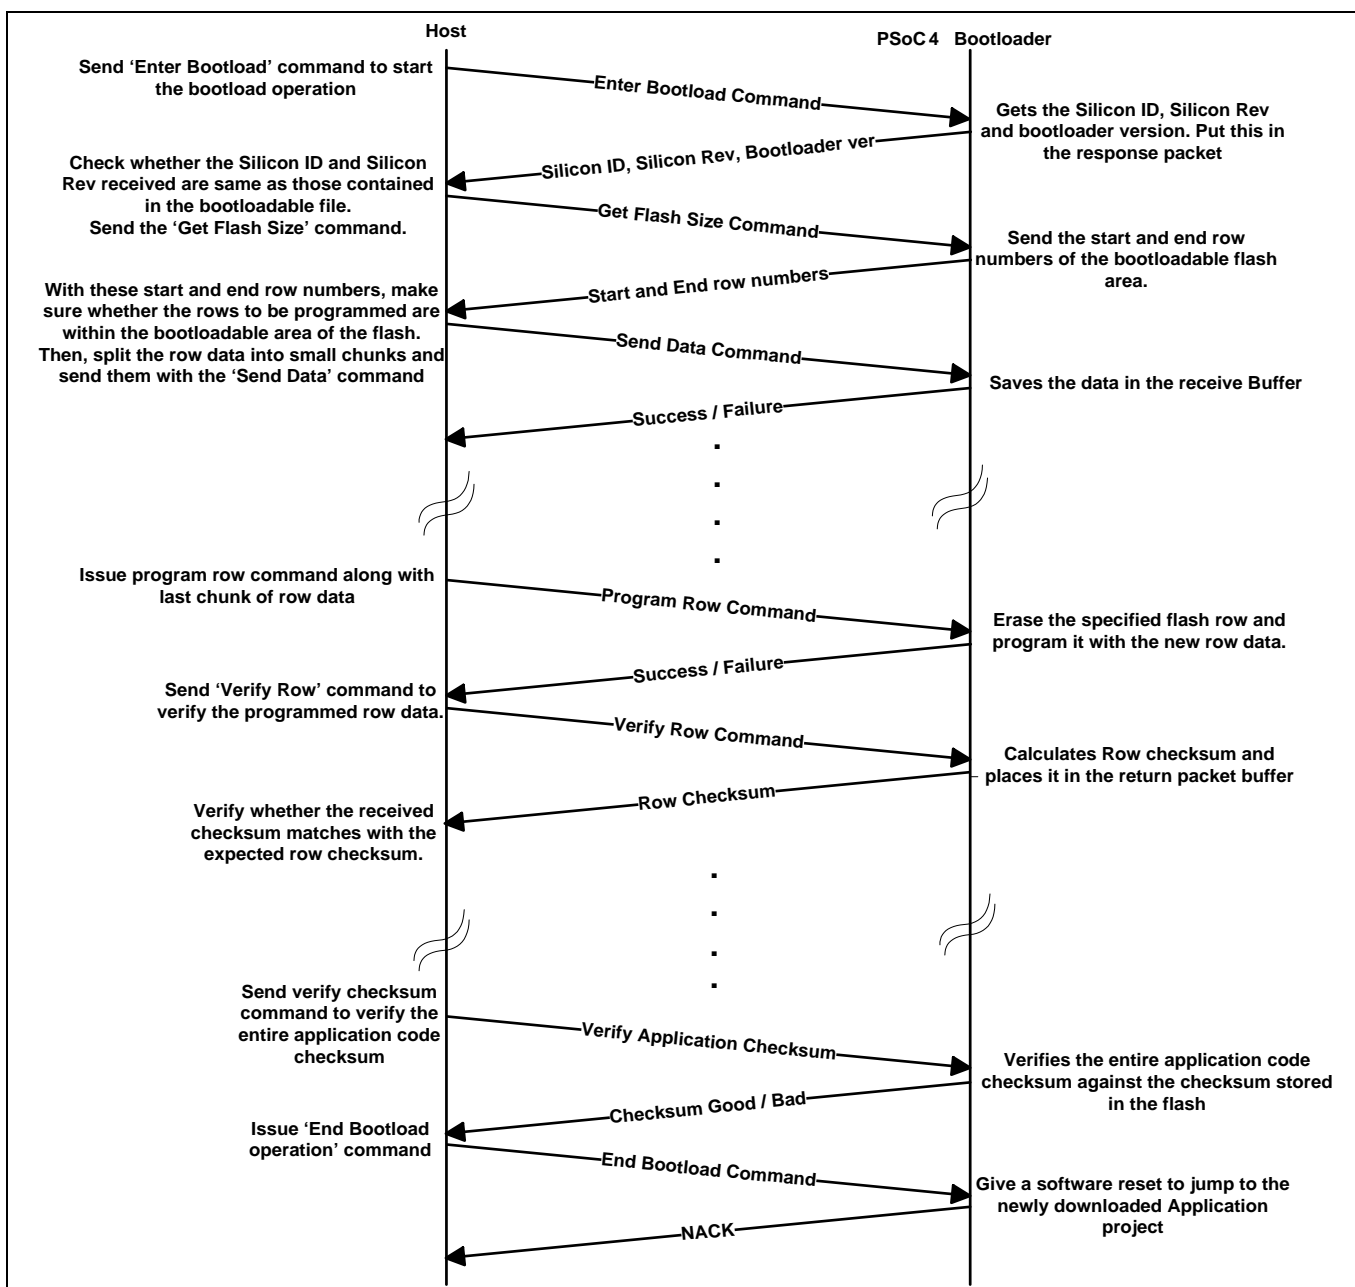 Host
PSoC 4 Bootloader
Send ‘Enter Bootload’ command to start
the bootload operation
Enter Bootload Command
Gets the Silicon ID, Silicon Rev
and bootloader version. Put this in
the response packet
Silicon ID, Silicon Rev, Bootloader ver
Check whether the Silicon ID and Silicon
Rev received are same as those contained
in the bootloadable file.
Send the ‘Get Flash Size’ command.
Get Flash Size Command
Send the start and end row
numbers of the bootloadable flash
area.
Start and End row numbers
With these start and end row numbers, make
sure whether the rows to be programmed are
within the bootloadable area of the flash.
Then, split the row data into small chunks and
send them with the ‘Send Data’ command
Send Data Command
Saves the data in the receive Buffer
Success / Failure
Issue program row command along with
last chunk of row data
Program Row Command
Erase the specified flash row and
program it with the new row data.
Success / Failure
Send ‘Verify Row’ command to
verify the programmed row data.
Verify Row Command
Calculates Row checksum and
places it in the return packet buffer
Row Checksum
Verify whether the received
checksum matches with the
expected row checksum.
Send verify checksum
command to verify the
entire application code
checksum
Verify Application Checksum
Verifies the entire application code
checksum against the checksum stored
in the flash
Checksum Good / Bad
Issue ‘End Bootload
operation’ command
End Bootload Command
Give a software reset to jump to the
newly downloaded Application
project
NACK